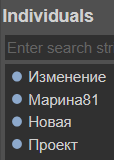 Individuals
Enter search str
Изменение
Марина81
Новая
Проект